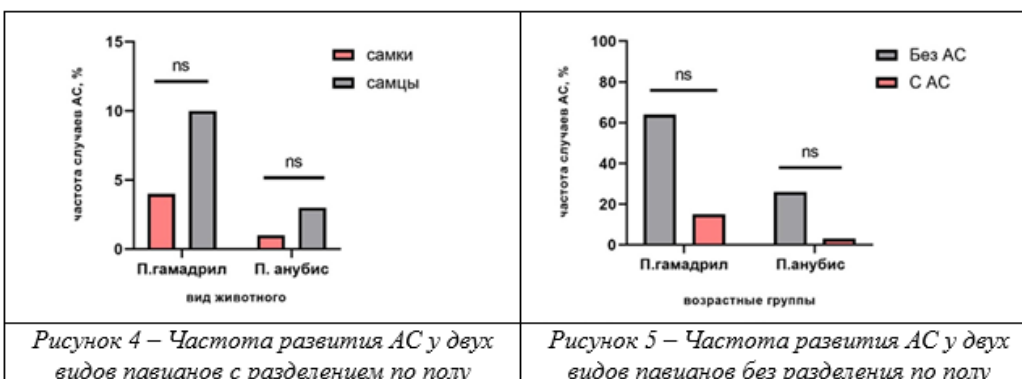 15
10
5
0
частота случаев АС, %
ns
ns
самки
самцы
П.гамадрил
П. анубис
вид животного
100
80
60
40
20
0
частота случаев АС, %
ns
ns
Без АС
С АС
П.гамадрил
П.анубис
возрастные группы
Рисунок 4 – Частота развития АС у двух
видов павианов с разделением по полу
Рисунок 5 – Частота развития АС у двух
видов павианов без разделения по полу